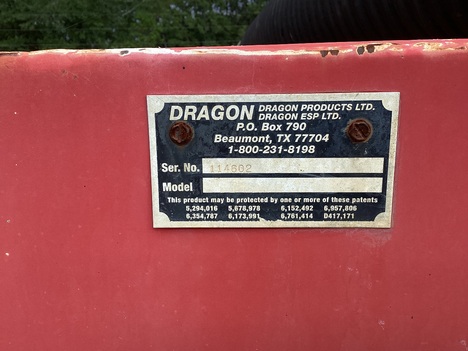 DRAGON DRAGON PRODUCTS LTD.
DRAGON ESP LTD.
P.O. Box 790
Beaumont, TX 77704
1-800-231-8198
Ser. No. 114602
Model
This product may be protected by one or more of these patents
5,294,016 5,678,978 6,152,492 6,957,806
6,354,787 6,173,991 6,761,414 D417,171